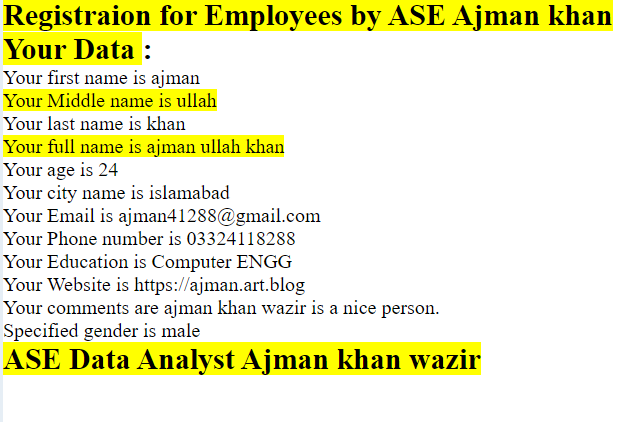 Registraion for Employees by ASE Ajman khan
Your Data :
Your first name is ajman
Your Middle name is ullah
Your last name is khan
Your full name is ajman ullah khan
Your age is 24
Your city name is islamabad
Your Email is ajman41288@gmail.com
Your Phone number is 03324118288
Your Education is Computer ENGG
Your Website is https://ajman.art.blog
Your comments are ajman khan wazir is a nice person.
Specified gender is male
ASE Data Analyst Ajman khan wazir